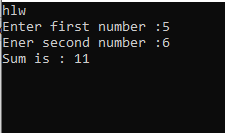 hlw
Enter first number :5
Ener second number :6
Sum is : 11